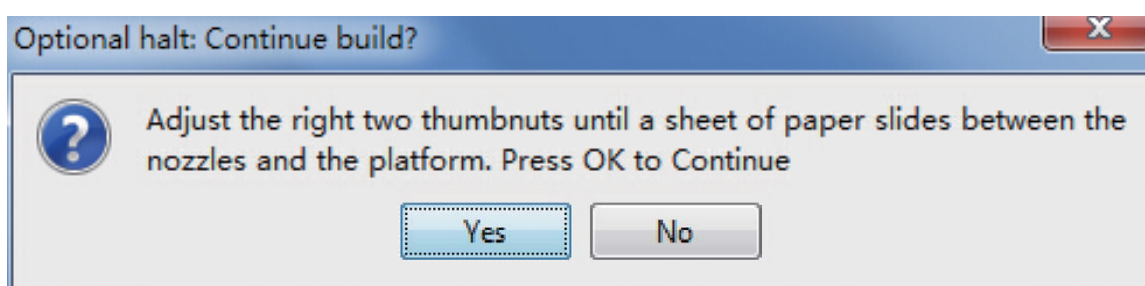 Optional halt: Continue build?
Adjust the right two thumbnuts until a sheet of paper slides between the
nozzles and the platform. Press OK to Continue
Yes No